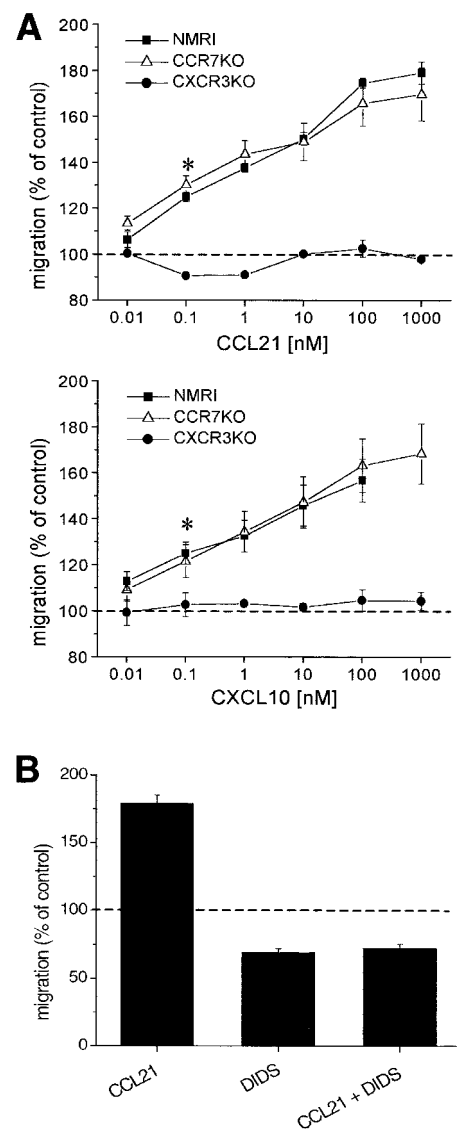 A
200
180
160
140
120
100
80
migration (% of control)
NMRI
CCR7KO
CXCR3KO
*
0.01 0.1 1 10 100 1000
CCL21 [nM]
200
180
160
140
120
100
80
migration (% of control)
NMRI
CCR7KO
CXCR3KO
*
0.01 0.1 1 10 100 1000
CXCL10 [nM]
B
200
150
100
50
0
migration (% of control)
CCL21
DIDS
CCL21 + DIDS